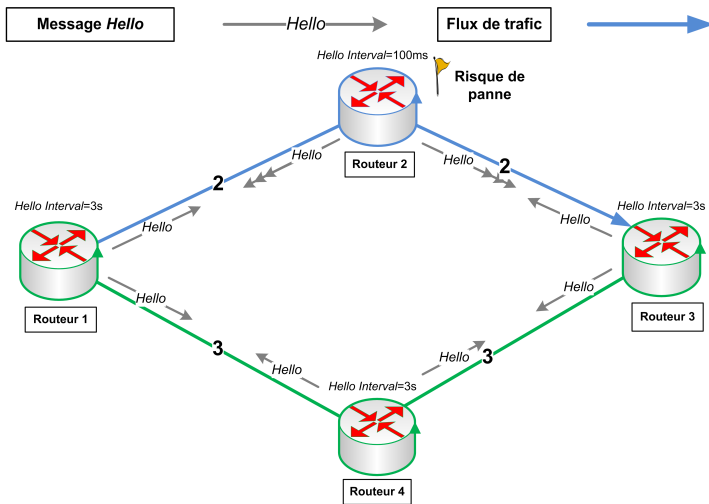 Message Hello
Hello
Flux de trafic
Hello Interval=100ms
Risque de
panne
Hello
Routeur 2
Hello
2
2
Hello Interval=3s
Hello
Hello
Hello Interval=3s
Routeur 1
Hello
Hello
Routeur 3
3
Hello
Hello
3
Hello Interval=3s
Routeur 4